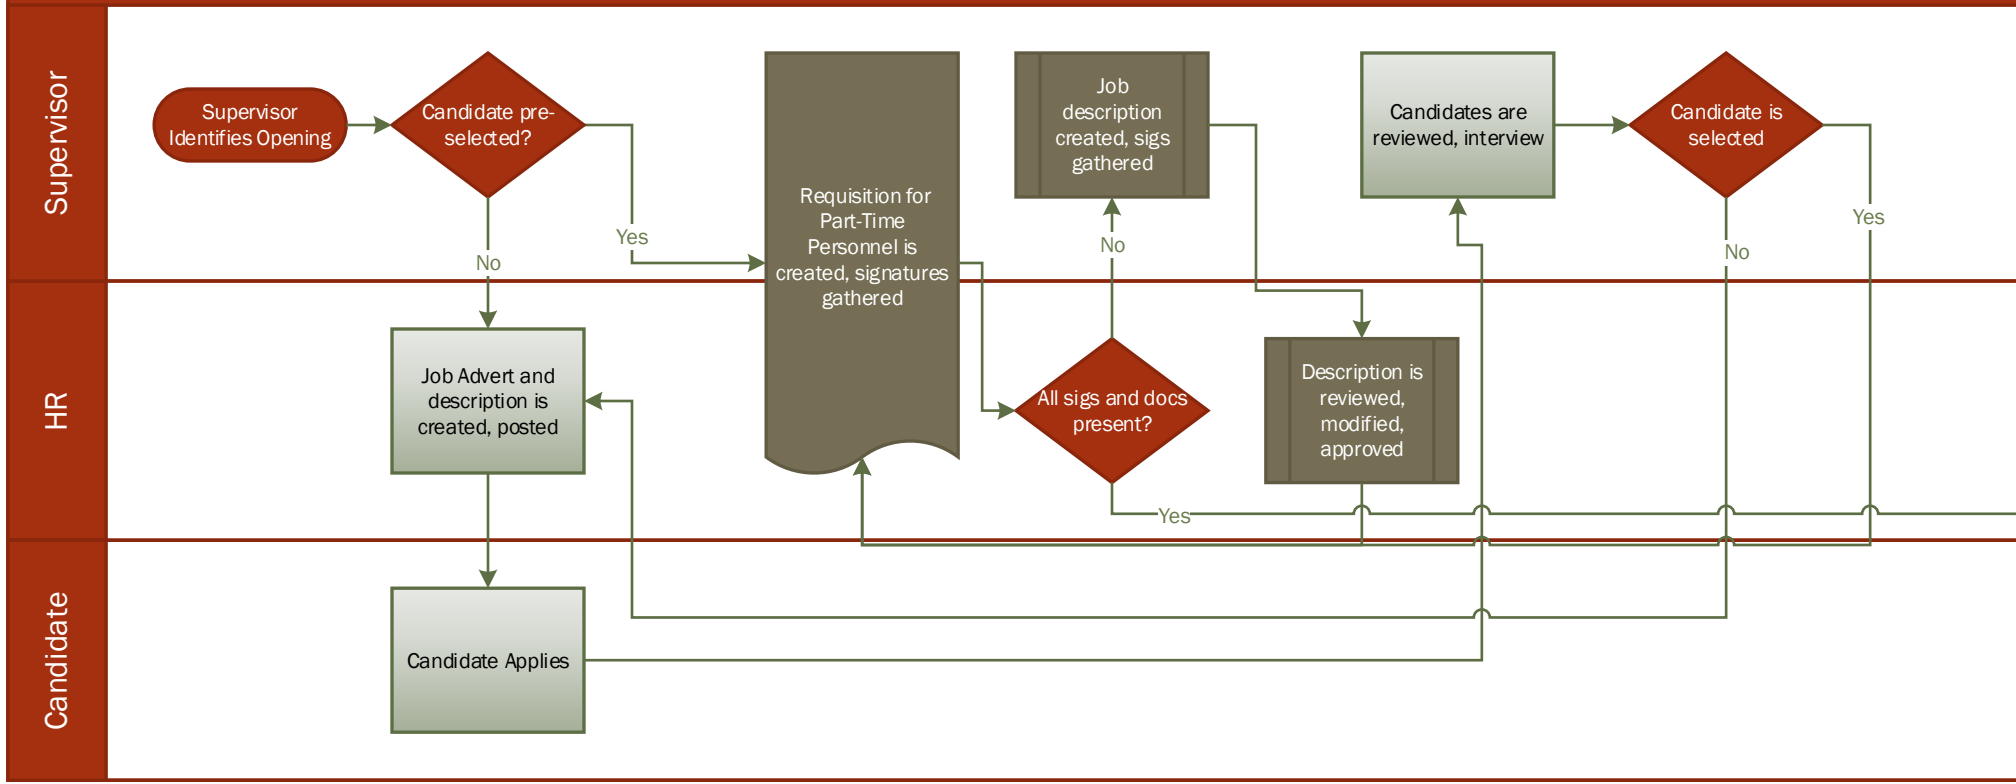 Supervisor
Supervisor
Identifies Opening
Candidate pre-
selected?
Yes
No
Requisition for
Part-Time
Personnel is
created, signatures
gathered
Job
description
created, sigs
gathered
No
Candidates are
reviewed, interview
Candidate is
selected
Yes
No
HR
Job Advert and
description is
created, posted
All sigs and docs
present?
Yes
Description is
reviewed,
modified,
approved
Candidate
Candidate Applies